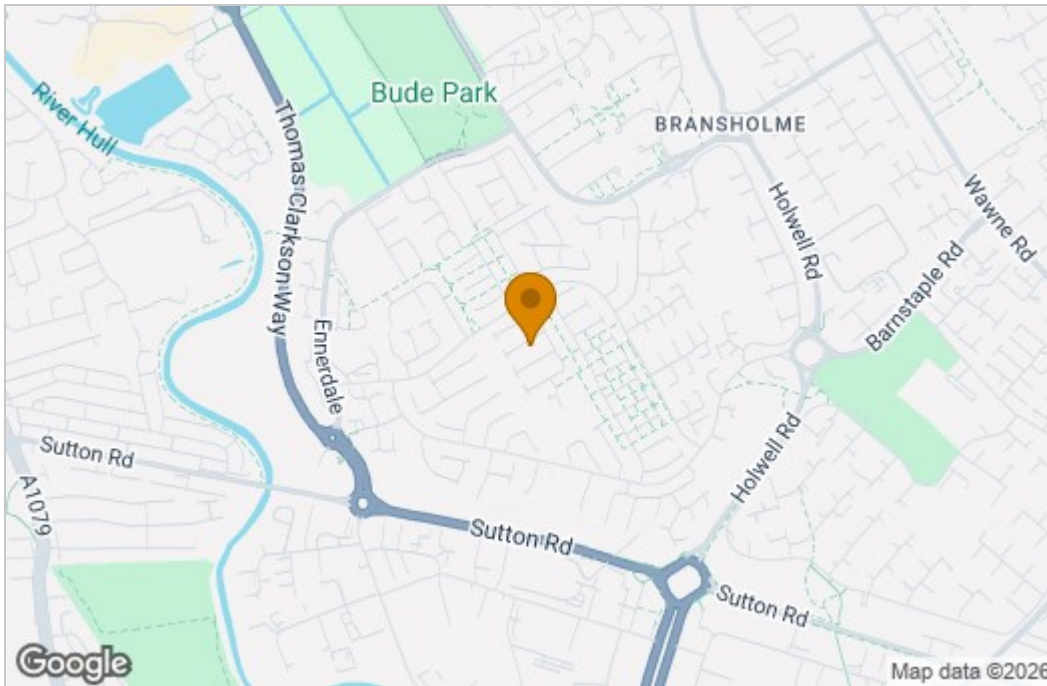 River Hull
Bude Park
BRANSHOLME
Thomas Clarkson Way
Holwell Rd
Wawne Rd
Barnstaple Rd
Ennerdale
Sutton Rd
A1079
Holwell Rd
Sutton Rd
Sutton Rd
Google
Map data ©2026